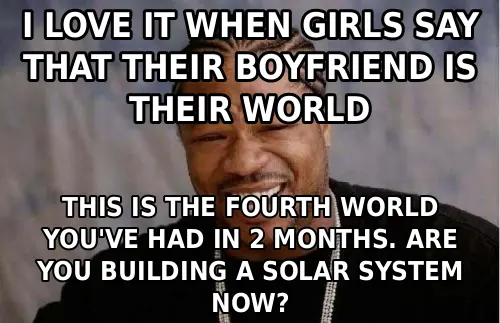 I LOVE IT WHEN GIRLS SAY
THAT THEIR BOYFRIEND IS
THEIR WORLD
THIS IS THE FOURTH WORLD
YOU'VE HAD IN 2 MONTHS. ARE
YOU BUILDING A SOLAR SYSTEM
NOW?